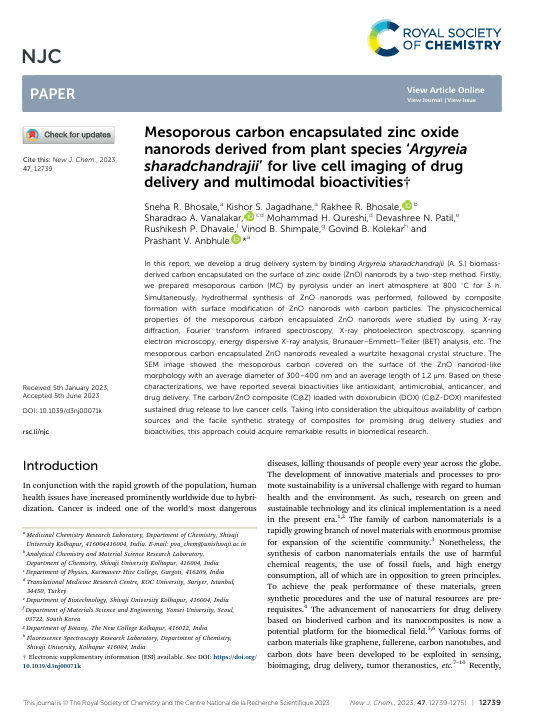 ROYAL SOCIETY
OF CHEMISTRY
NJC
PAPER
View Article Online
View Journal | View Issue
Check for updates
Cite this: New J. Chem., 2023,
47, 12739
Mesoporous carbon encapsulated zinc oxide
nanorods derived from plant species ‘Argyreia
sharadchandrajii’ for live cell imaging of drug
delivery and multimodal bioactivities†
Sneha R. Bhosale,a Kishor S. Jagadhane,a Rakhee R. Bhosale, b
Sharadrao A. Vanalakar, cd Mohammad H. Qureshi,d Devashree N. Patil,e
Rushikesh P. Dhavale,f Vinod B. Shimpale,g Govind B. Kolekarh and
Prashant V. Anbhule *a
In this report, we develop a drug delivery system by binding Argyreia sharadchandrajii (A. S.) biomass-
derived carbon encapsulated on the surface of zinc oxide (ZnO) nanorods by a two-step method. Firstly,
we prepared mesoporous carbon (MC) by pyrolysis under an inert atmosphere at 800 °C for 3 h.
Simultaneously, hydrothermal synthesis of ZnO nanorods was performed, followed by composite
formation with surface modification of ZnO nanorods with carbon particles. The physicochemical
properties of the mesoporous carbon encapsulated ZnO nanorods were studied by using X-ray
diffraction, Fourier transform infrared spectroscopy, X-ray photoelectron spectroscopy, scanning
electron microscopy, energy dispersive X-ray analysis, Brunauer–Emmett–Teller (BET) analysis, etc. The
mesoporous carbon encapsulated ZnO nanorods revealed a wurtzite hexagonal crystal structure. The
SEM image showed the mesoporous carbon covered on the surface of the ZnO nanorod-like
morphology with an average diameter of 300–400 nm and an average length of 1.2 μm. Based on these
characterizations, we have reported several bioactivities like antioxidant, antimicrobial, anticancer, and
drug delivery. The carbon/ZnO composite (C@Z) loaded with doxorubicin (DOX) (C@Z-DOX) manifested
sustained drug release to live cancer cells. Taking into consideration the ubiquitous availability of carbon
sources and the facile synthetic strategy of composites for promising drug delivery studies and
bioactivities, this approach could acquire remarkable results in biomedical research.
Received 5th January 2023,
Accepted 5th June 2023
DOI: 10.1039/d3nj00071k
rsc.li/njc
Introduction
In conjunction with the rapid growth of the population, human
health issues have increased prominently worldwide due to hybri-
dization. Cancer is indeed one of the world's most dangerous
a Medicinal Chemistry Research Laboratory, Department of Chemistry, Shivaji
University Kolhapur, 416004416004, India. E-mail: pva_chem@unishivaji.ac.in
b Analytical Chemistry and Material Science Research Laboratory,
Department of Chemistry, Shivaji University Kolhapur, 416004, India
c Department of Physics, Karmaveer Hire College, Gargoti, 416209, India
d Translational Medicine Research Centre, KOC University, Sariyer, Istanbul,
34450, Turkey
e Department of Biotechnology, Shivaji University Kolhapur, 416004, India
f Department of Materials Science and Engineering, Yonsei University, Seoul,
03722, South Korea
g Department of Botany, The New College Kolhapur, 416012, India
h Fluorescence Spectroscopy Research Laboratory, Department of Chemistry,
Shivaji University, Kolhapur 416004, India
† Electronic supplementary information (ESI) available. See DOI: https://doi.org/
10.1039/d3nj00071k
diseases, killing thousands of people every year across the globe.
The development of innovative materials and processes to pro-
mote sustainability is a universal challenge with regard to human
health and the environment. As such, research on green and
sustainable technology and its clinical implementation is a need
in the present era.1,2 The family of carbon nanomaterials is a
rapidly growing branch of novel materials with enormous promise
for expansion of the scientific community.3 Nonetheless, the
synthesis of carbon nanomaterials entails the use of harmful
chemical reagents, the use of fossil fuels, and high energy
consumption, all of which are in opposition to green principles.
To achieve the peak performance of these materials, green
synthetic procedures and the use of natural resources are pre-
requisites.4 The advancement of nanocarriers for drug delivery
based on bioderived carbon and its nanocomposites is now a
potential platform for the biomedical field.5,6 Various forms of
carbon materials like graphene, fullerene, carbon nanotubes, and
carbon dots have been developed to be exploited in sensing,
bioimaging, drug delivery, tumor theranostics, etc.7–10 Recently,
This journal is © The Royal Society of Chemistry and the Centre National de la Recherche Scientifique 2023
New J. Chem., 2023, 47, 12739–12751 | 12739